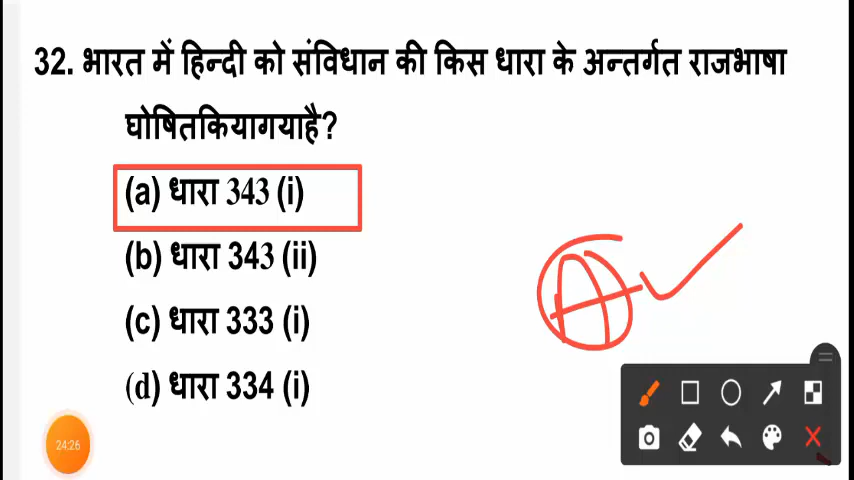 32. भारत में हिन्दी को संविधान की किस धारा के अन्तर्गत राजभाषा
घोषितकियागयाहै?
(a) धारा 343 (i)
(b) धारा 343 (ii)
(c) धारा 333 (i)
(d) धारा 334 (i)
A
24:26